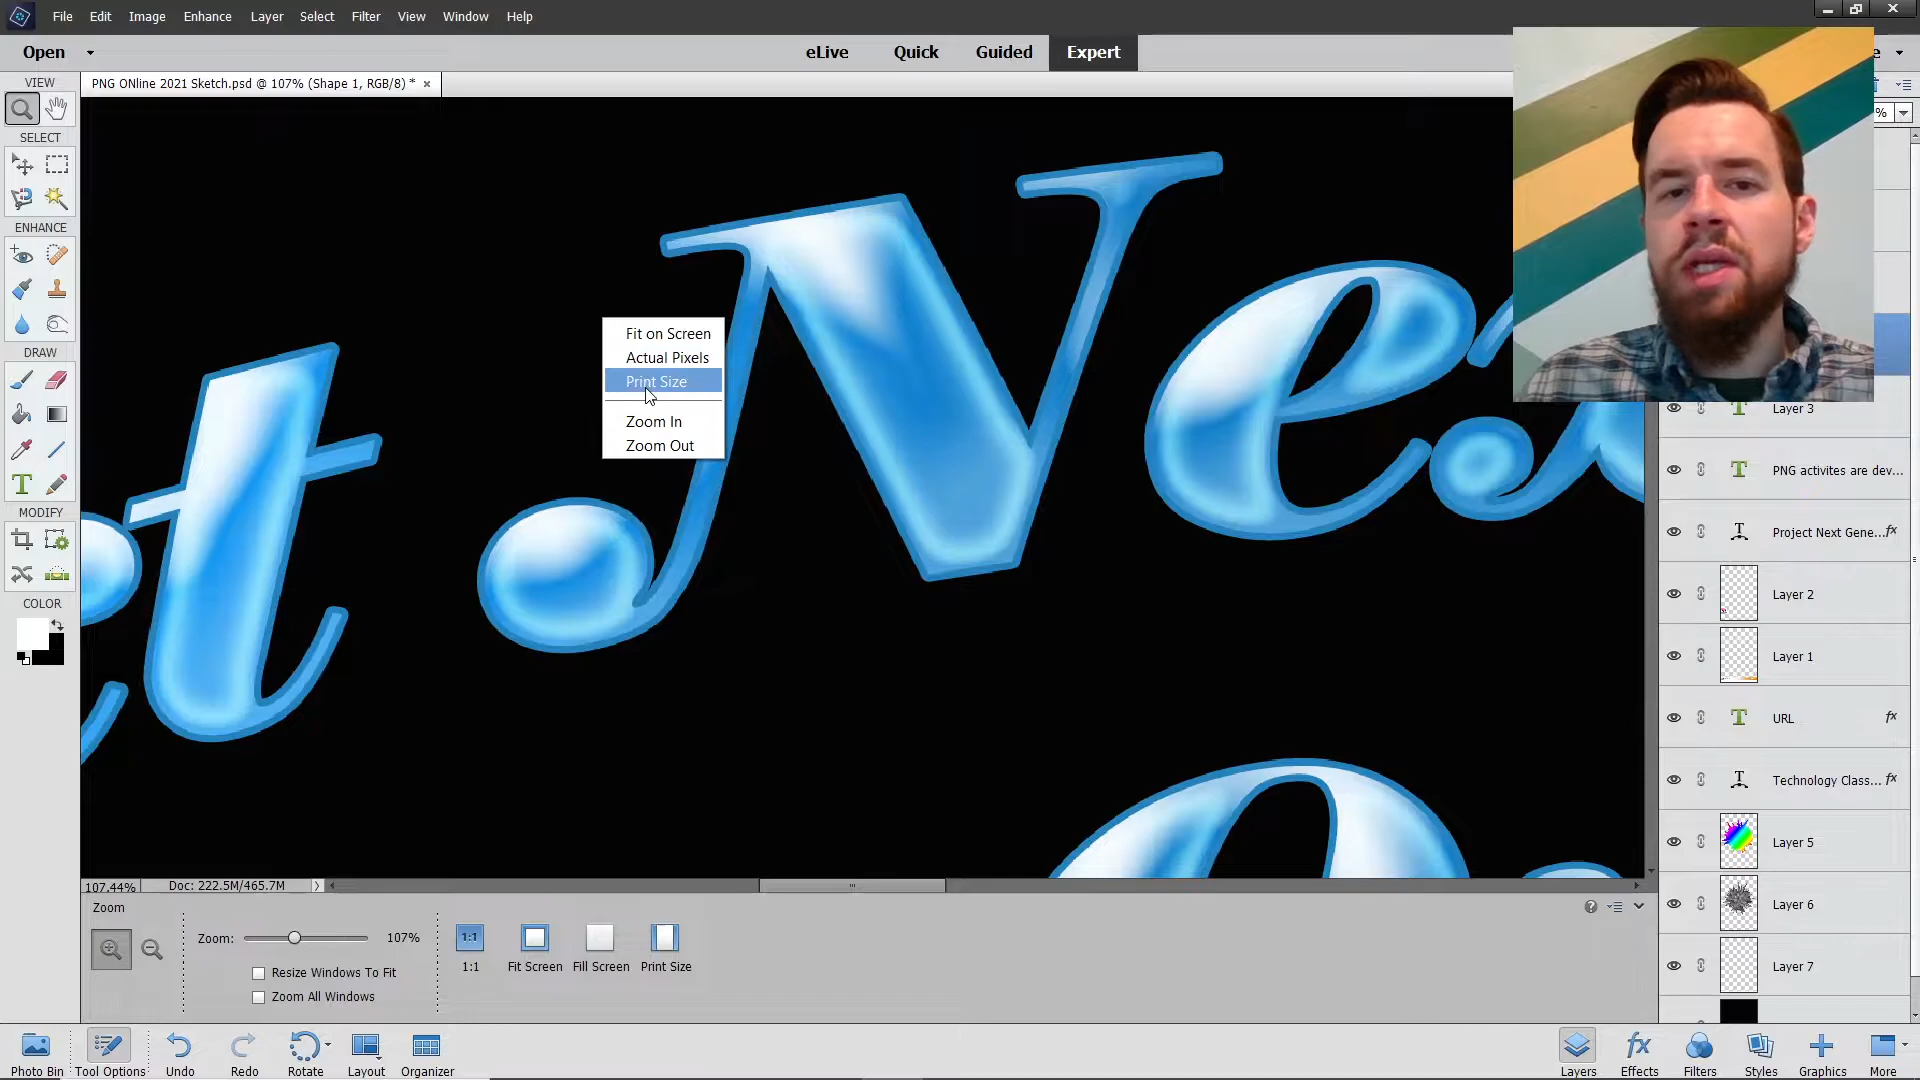 File Edit Image Enhance Layer Select Filter View Window Help
Open eLive Quick Guided Expert
VIEW
PNG ONline 2021 Sketch.psd @ 107% (Shape 1, RGB/8) * ×
%
SELECT
ENHANCE
DRAW
T
MODIFY
COLOR
t Ne
Fit on Screen
Actual Pixels
Print Size
Zoom In
Zoom Out
T Layer 3
T PNG activites are dev...
T Project Next Gene... fx
Layer 2
Layer 1
T URL fx
T Technology Class... fx
Layer 5
Layer 6
Layer 7
107.44% Doc: 222.5M/465.7M
Zoom
Zoom: 107%
Resize Windows To Fit
Zoom All Windows
1:1
1:1 Fit Screen Fill Screen Print Size
Photo Bin Tool Options Undo Redo Rotate Layout Organizer
fx
Layers Effects Filters Styles Graphics More